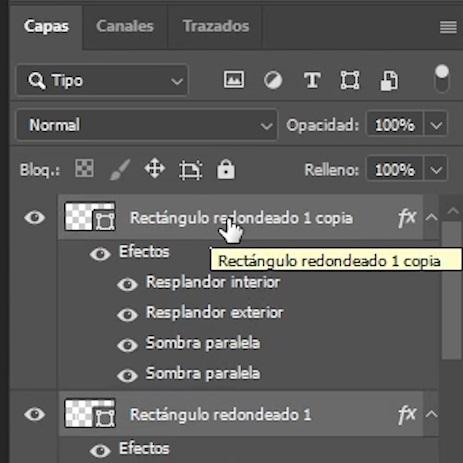 Capas Canales Trazados
Tipo T
Normal Opacidad: 100%
Bloq.: Relleno: 100%
Rectángulo redondeado 1 copia fx
Efectos
Rectángulo redondeado 1 copia
Resplandor interior
Resplandor exterior
Sombra paralela
Sombra paralela
Rectángulo redondeado 1 fx
Efectos